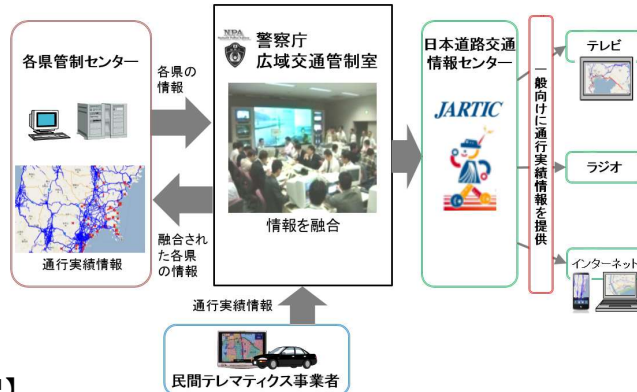 各県管制センター
通行実績情報
各県の
情報
融合され
た各県
の情報
NPA
警察庁
広域交通管制室
情報を融合
通行実績情報
民間テレマティクス事業者
日本道路交通
情報センター
JARTIC
一般向けに通行実績情報を提供
テレビ
ラジオ
インターネット
】